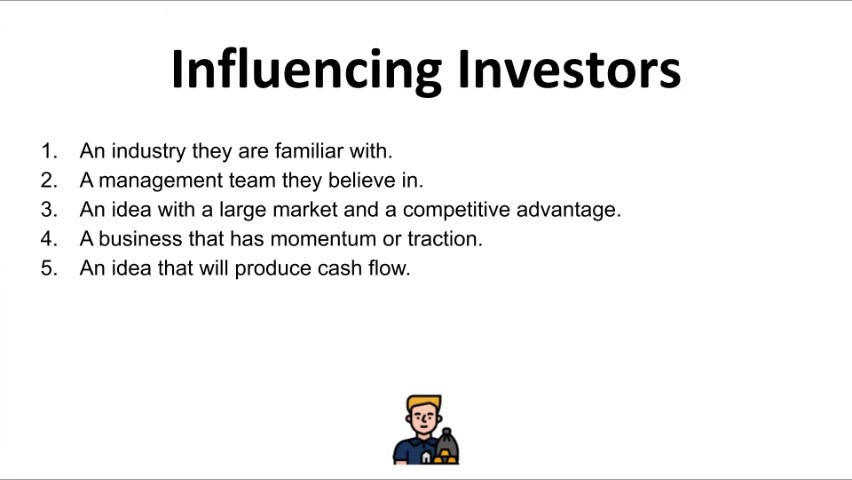 Influencing Investors
1. An industry they are familiar with.
2. A management team they believe in.
3. An idea with a large market and a competitive advantage.
4. A business that has momentum or traction.
5. An idea that will produce cash flow.